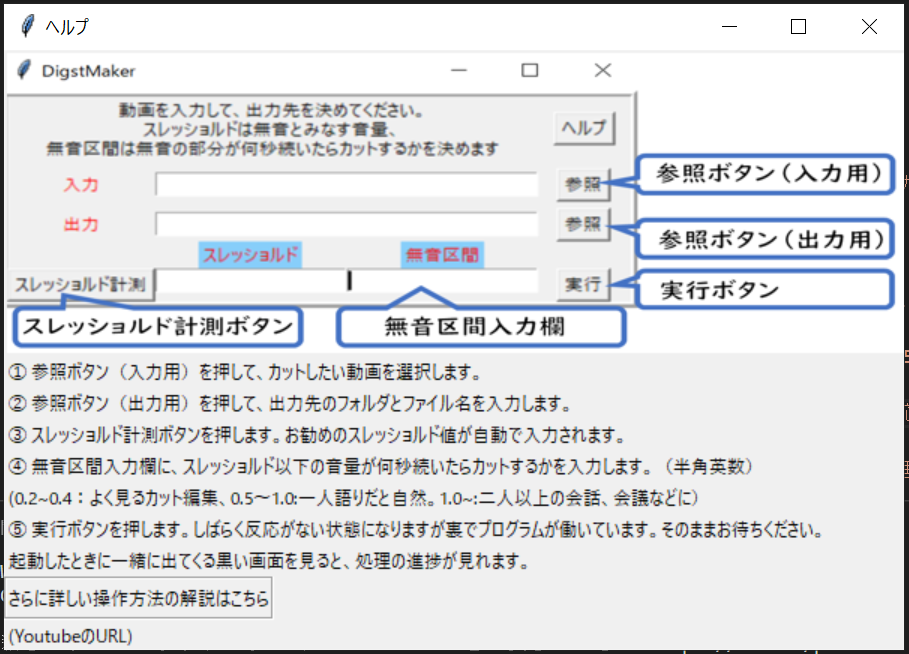 ヘルプ
DigstMaker
動画を入力して、出力先を決めてください。
スレッショルドは無音とみなす音量、
無音区間は無音の部分が何秒続いたらカットするかを決めます
ヘルプ
入力
参照
参照ボタン（入力用）
出力
参照
参照ボタン（出力用）
スレッショルド
無音区間
スレッショルド計測
実行
実行ボタン
スレッショルド計測ボタン
無音区間入力欄
① 参照ボタン（入力用）を押して、カットしたい動画を選択します。
② 参照ボタン（出力用）を押して、出力先のフォルダとファイル名を入力します。
③ スレッショルド計測ボタンを押します。お勧めのスレッショルド値が自動で入力されます。
④ 無音区間入力欄に、スレッショルド以下の音量が何秒続いたらカットするかを入力します。（半角英数）
(0.2~0.4：よく見るカット編集、0.5～1.0:一人語りだと自然。1.0~:二人以上の会話、会議などに）
⑤ 実行ボタンを押します。しばらく反応がない状態になりますが裏でプログラムが働いています。そのままお待ちください。
起動したときに一緒に出てくる黒い画面を見ると、処理の進捗が見れます。
さらに詳しい操作方法の解説はこちら
(YoutubeのURL)